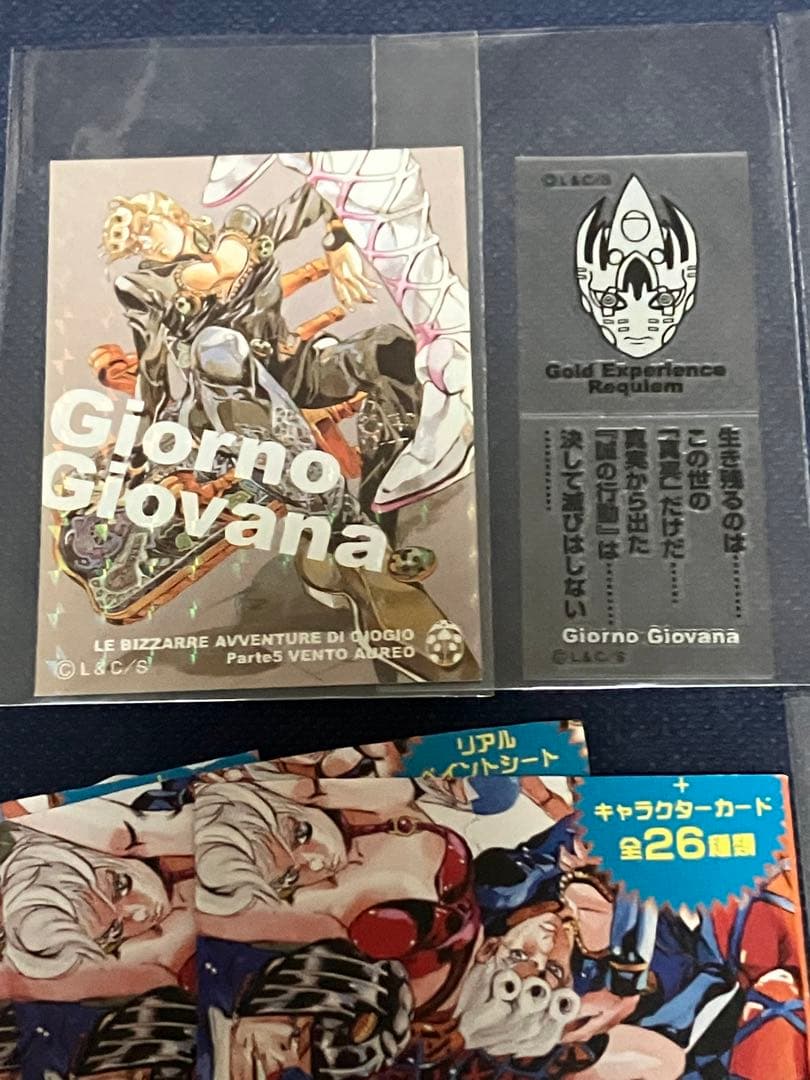 Giorno
Giovana
LE BIZZARRE AVVENTURE DI GIOGIO
Parte5 VENTO AUREO
©L&C/S
©L&C/S
Gold Experience
Requiem
生き残るのは………
この世の
「真実」だけだ……
真実から出た
『誠の行動』は………
決して滅びはしない
…………
Giorno Giovana
©L&C/S
リアル
ペイントシート
+
キャラクターカード
全26種類